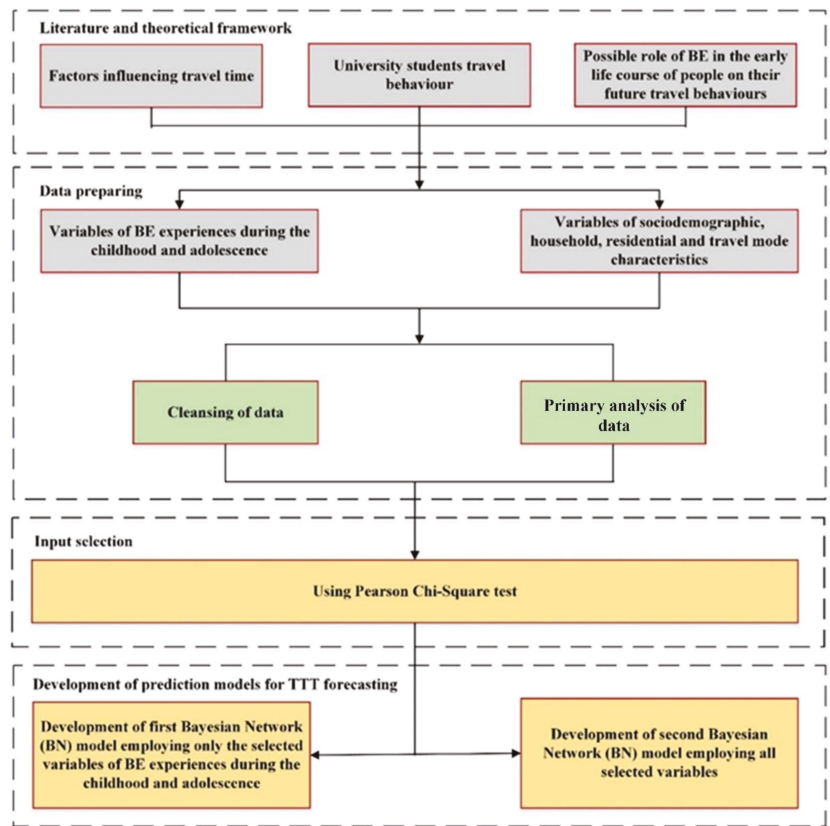 Literature and theoretical framework
Factors influencing travel time
University students travel
behaviour
Possible role of BE in the early
life course of people on their
future travel behaviours
Data preparing
Variables of BE experiences during the
childhood and adolescence
Variables of sociodemographic,
household, residential and travel mode
characteristics
Cleansing of data
Primary analysis of
data
Input selection
Using Pearson Chi-Square test
Development of prediction models for TTT forecasting
Development of first Bayesian Network
(BN) model employing only the selected
variables of BE experiences during the
childhood and adolescence
Development of second Bayesian
Network (BN) model employing all
selected variables